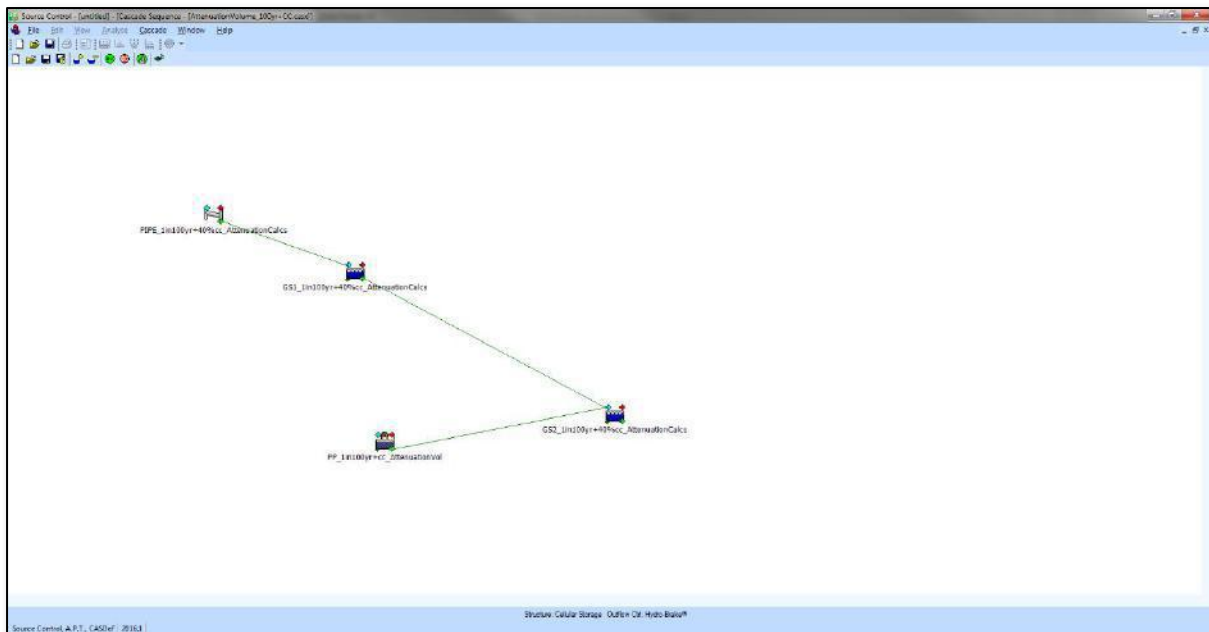 Source Control - [untitled] - [Cascade Sequence - [AttenuationVolume_100yr+CC.casx*]
File Edit View Analyse Cascade Window Help
PIPE_1in100yr+40%cc_AttenuationCalcs
GS1_1in100yr+40%cc_AttenuationCalcs
GS2_1in100yr+40%cc_AttenuationCalcs
PP_1in100yr+cc_AttenuationVol
Structure: Cellular Storage Outflow Ctrl: Hydro-Brake®
Source Control, A.P.T., CASDef 2016.1